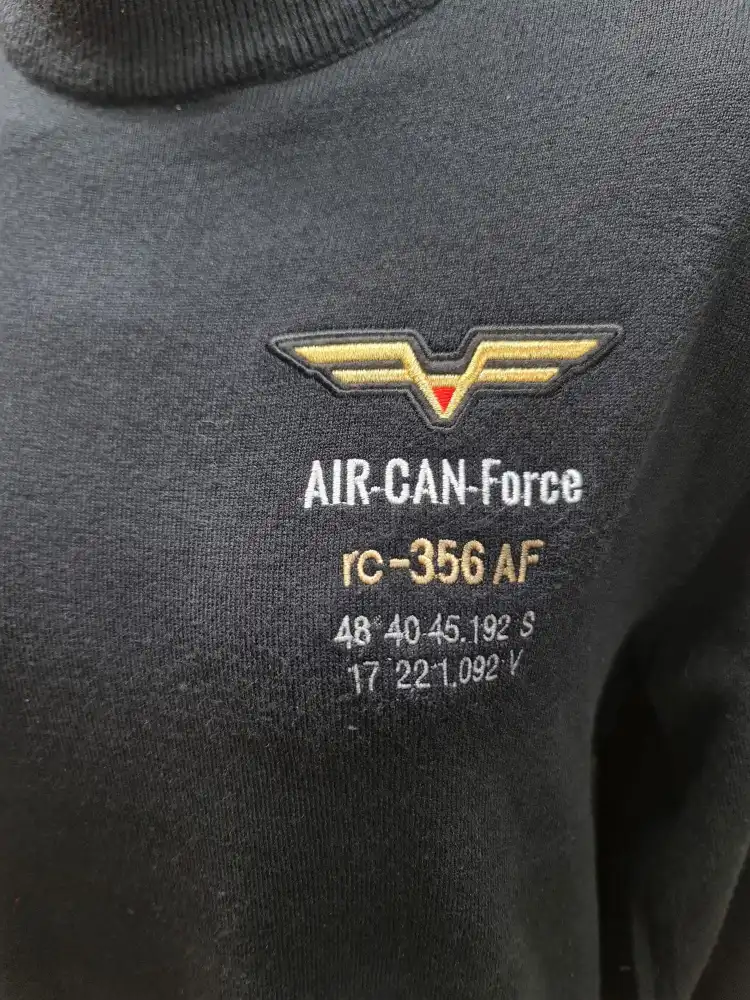 AIR-CAN-Force
rc-356 AF
48° 40 45.192 S
17 22 1.092 V